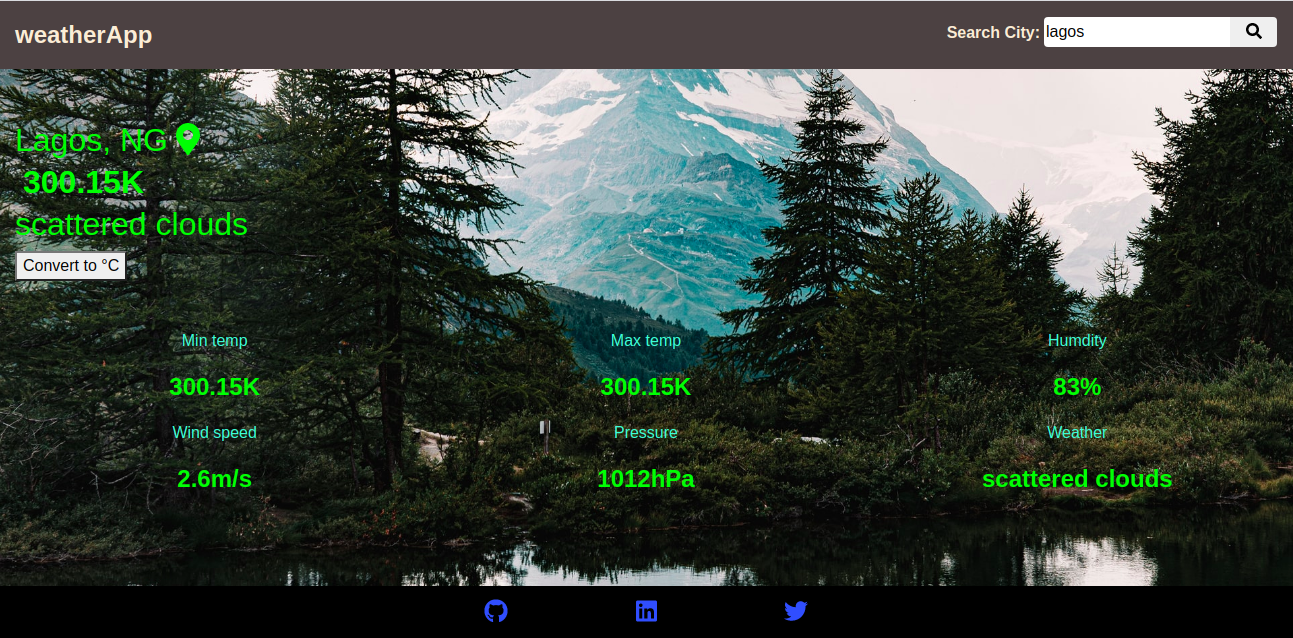 weatherApp
Search City: lagos
Lagos, NG
300.15K
scattered clouds
Convert to °C
Min temp Max temp Humdity
300.15K 300.15K 83%
Wind speed Pressure Weather
2.6m/s 1012hPa scattered clouds